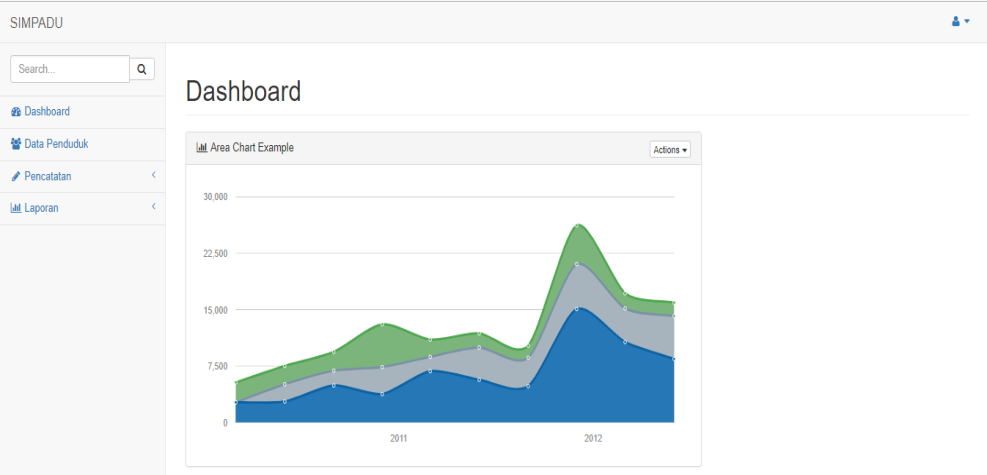 SIMPADU
Search...
Dashboard
Data Penduduk
Pencatatan
Laporan
Dashboard
Area Chart Example
Actions
30,000
22,500
15,000
7,500
0
2011
2012